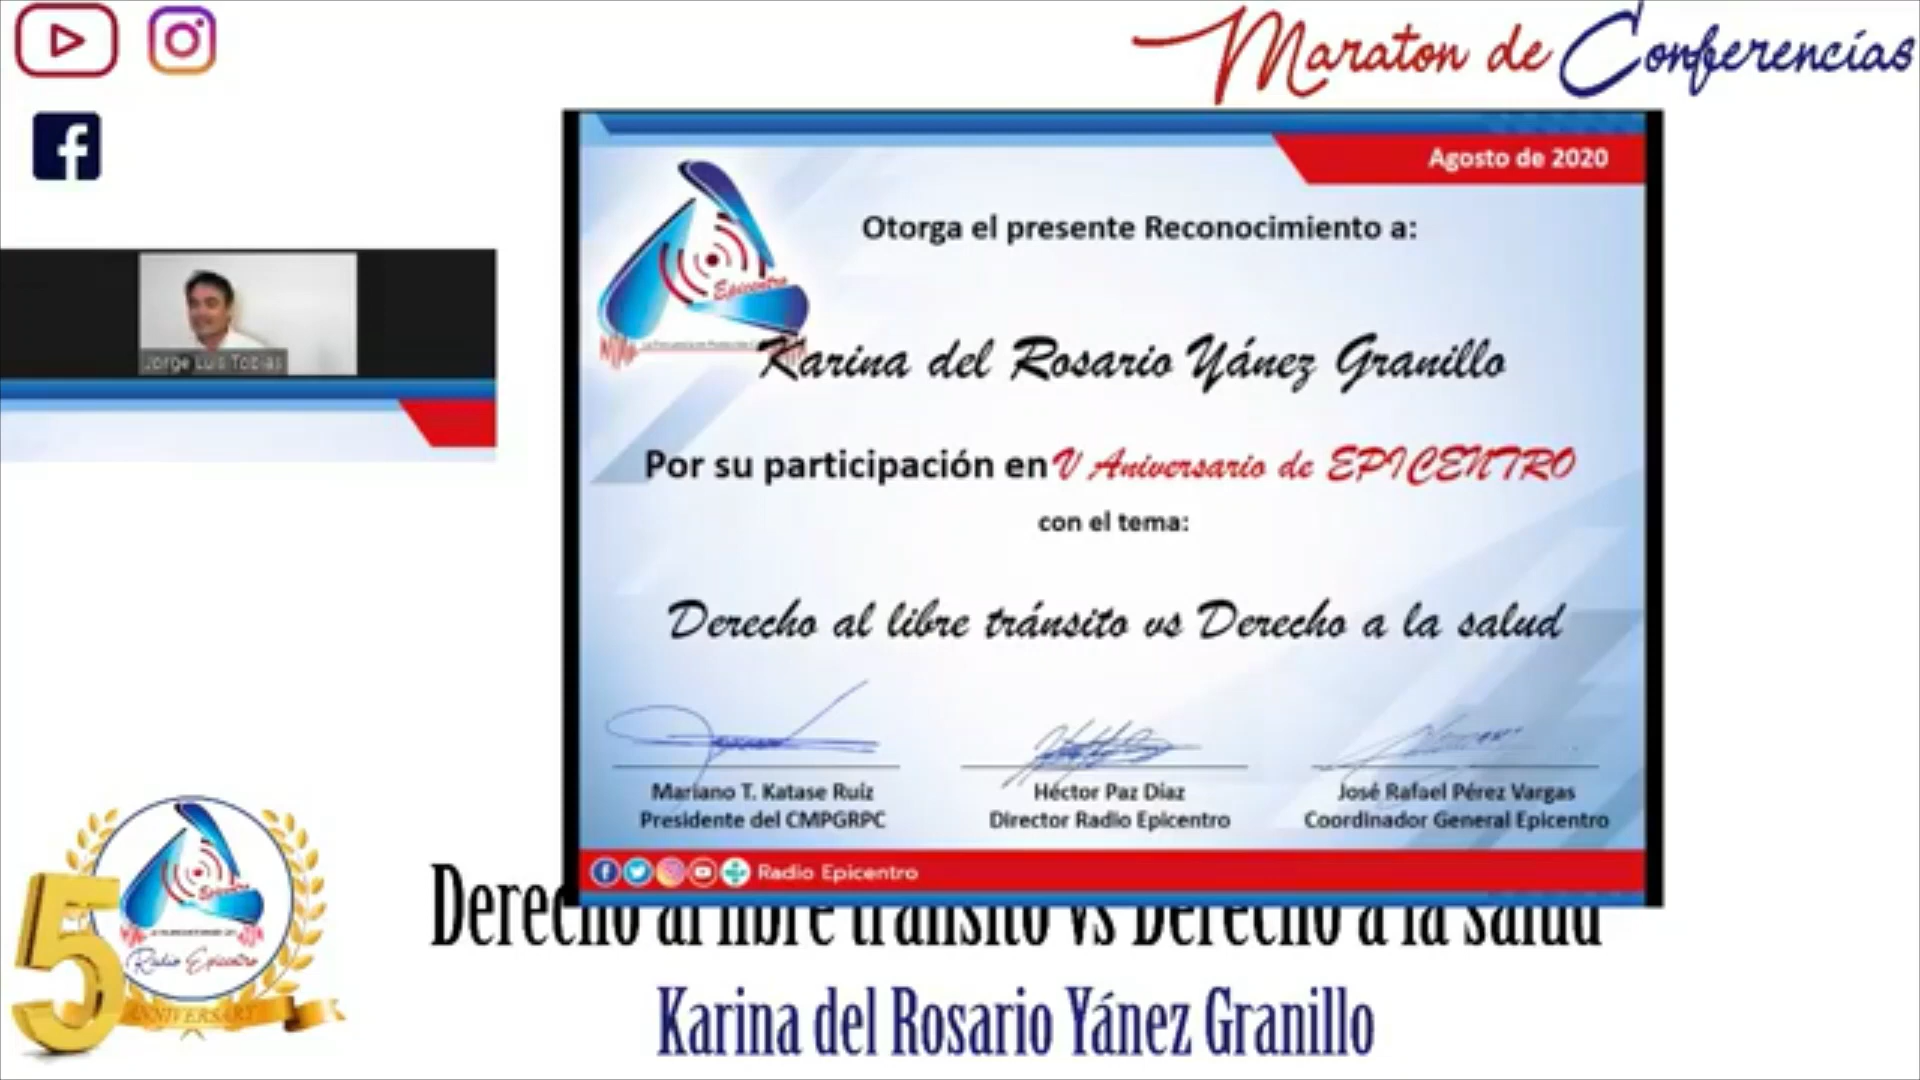 Maraton de Conferencias
Agosto de 2020
Otorga el presente Reconocimiento a:
Epicentro
Karina del Rosario Yánez Granillo
Por su participación en V Aniversario de EPICENTRO
con el tema:
Derecho al libre tránsito vs Derecho a la salud
Mariano T. Katase Ruíz
Presidente del CMPGRPC
Héctor Paz Díaz
Director Radio Epicentro
José Rafael Pérez Vargas
Coordinador General Epicentro
Radio Epicentro
Jorge Luis Tobias
5
Epicentro
Radio Epicentro
ANNIVERSARY
Derecho al libre tránsito vs Derecho a la salud
Karina del Rosario Yánez Granillo